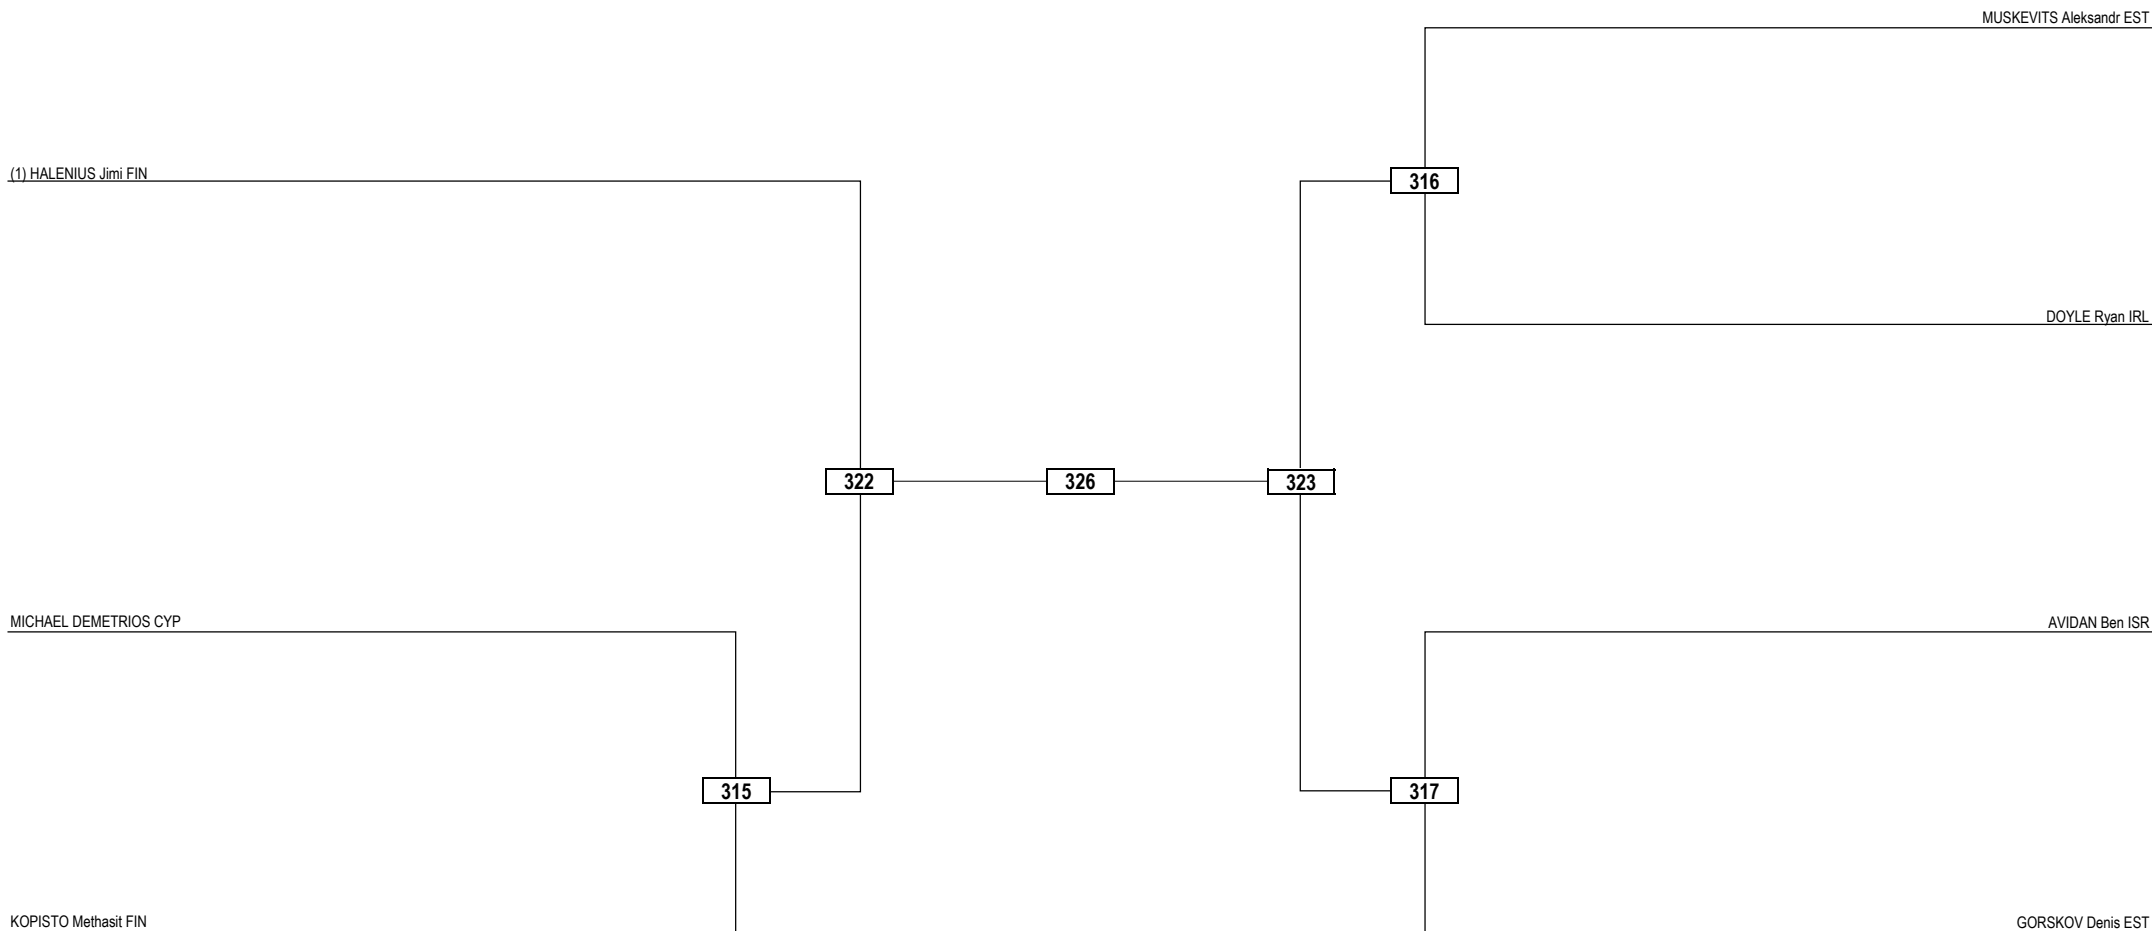 MUSKEVITS Aleksandr EST
(1) HALENIUS Jimi FIN
316
DOYLE Ryan IRL
322
326
323
MICHAEL DEMETRIOS CYP
AVIDAN Ben ISR
315
317
KOPISTO Methasit FIN
GORSKOV Denis EST